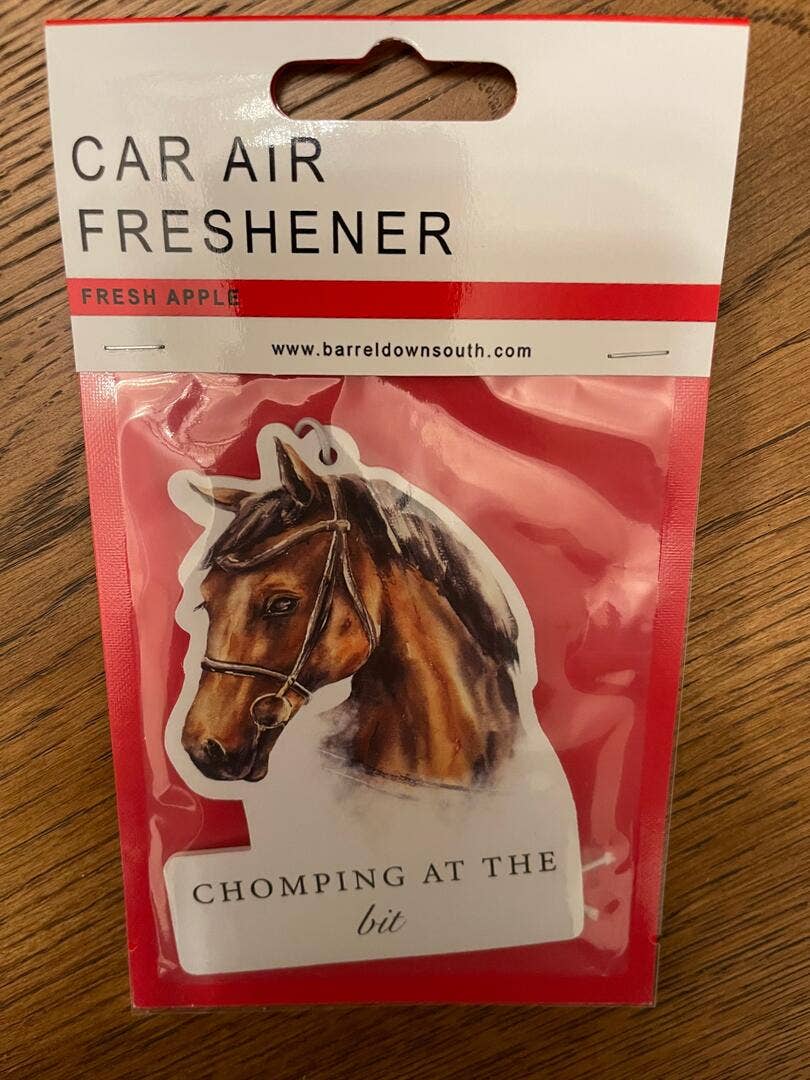 CAR AIR
FRESHENER
FRESH APPLE
www.barreldownsouth.com
CHOMPING AT THE
bit